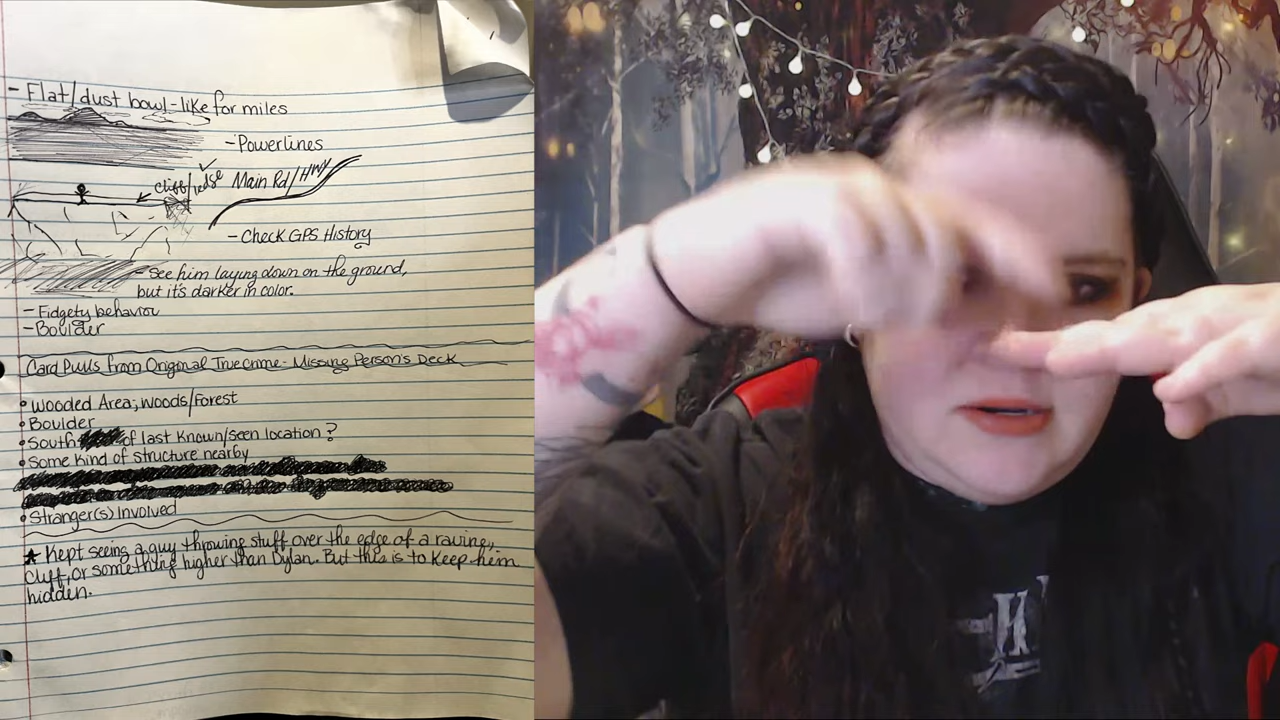 - Flat/dust bowl-like for miles
- Powerlines
cliff/edge
Main Rd/HWY
- Check GPS History
- See him laying down on the ground,
but it's darker in color.
- Fidgety behavior
- Boulder
Card Pulls from Original True Crime - Missing Person's Deck
• Wooded Area; woods/Forest
• Boulder
• South of last known/seen location?
• Some kind of structure nearby
• Stranger(s) Involved
★ Kept seeing a guy throwing stuff over the edge of a ravine,
cliff, or something higher than Dylan. But this is to keep him
hidden.